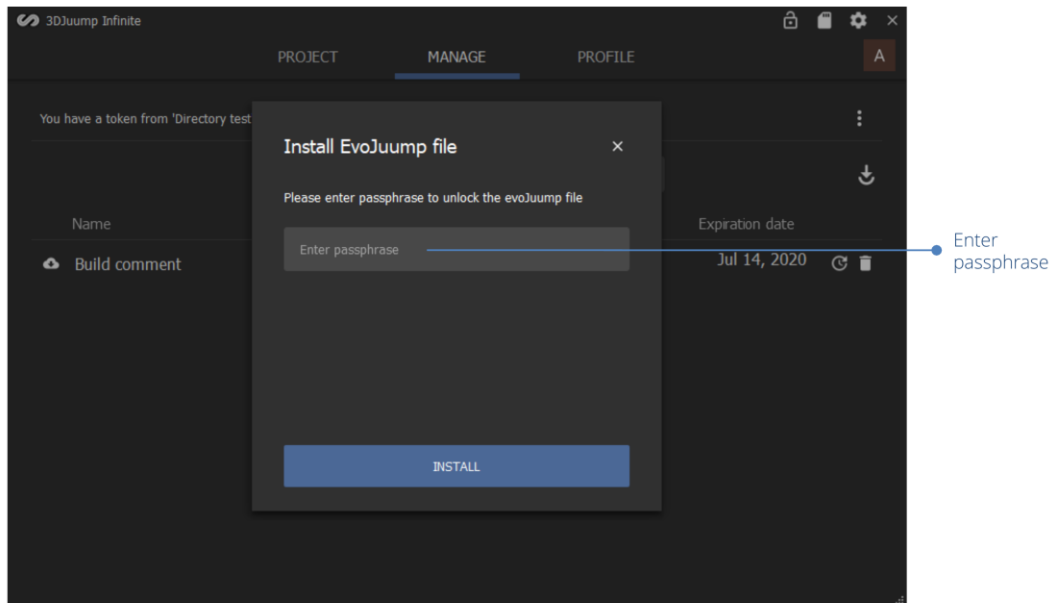 3DJuump Infinite
PROJECT MANAGE PROFILE
A
You have a token from 'Directory test
Install EvoJuump file
Please enter passphrase to unlock the evoJuump file
Name Expiration date
Enter passphrase
Enter
passphrase
Build comment Jul 14, 2020
INSTALL